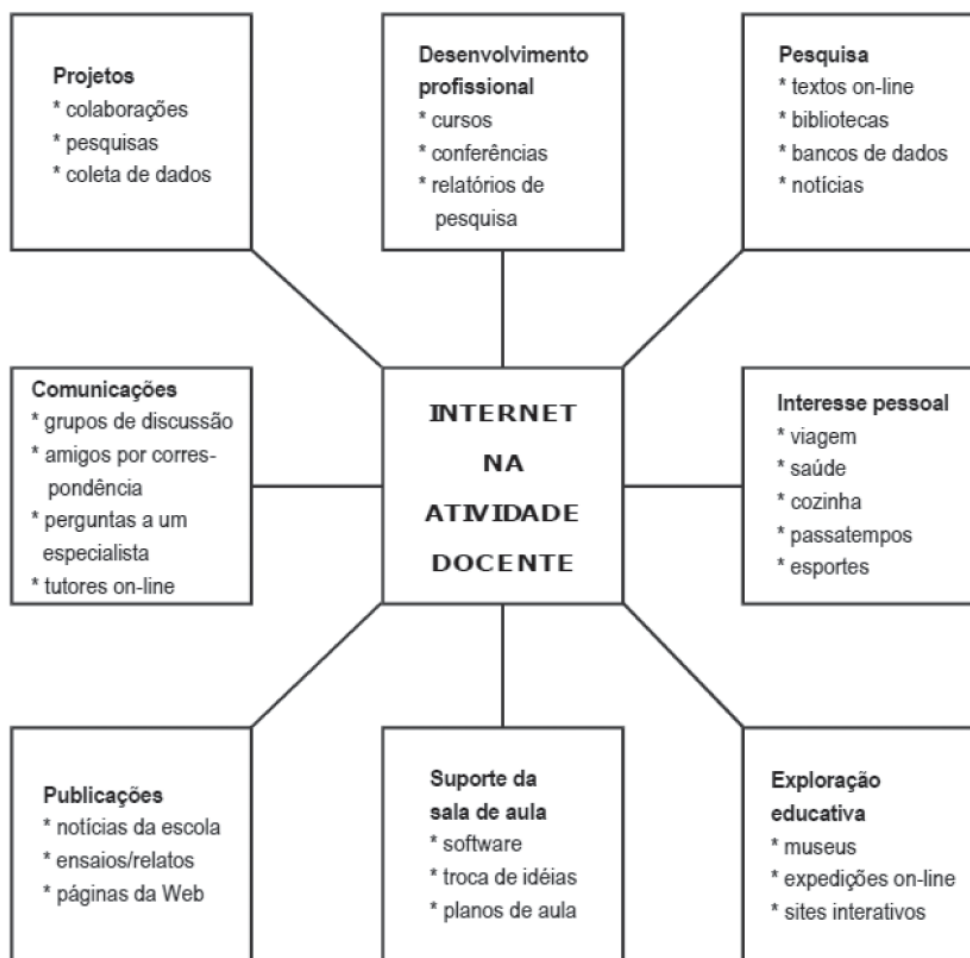 Projetos
* colaborações
* pesquisas
* coleta de dados
Desenvolvimento
profissional
* cursos
* conferências
* relatórios de
pesquisa
Pesquisa
* textos on-line
* bibliotecas
* bancos de dados
* notícias
Comunicações
* grupos de discussão
* amigos por corres-
pondência
* perguntas a um
especialista
* tutores on-line
INTERNET
NA
ATIVIDADE
DOCENTE
Interesse pessoal
* viagem
* saúde
* cozinha
* passatempos
* esportes
Publicações
* notícias da escola
* ensaios/relatos
* páginas da Web
Suporte da
sala de aula
* software
* troca de idéias
* planos de aula
Exploração
educativa
* museus
* expedições on-line
* sites interativos